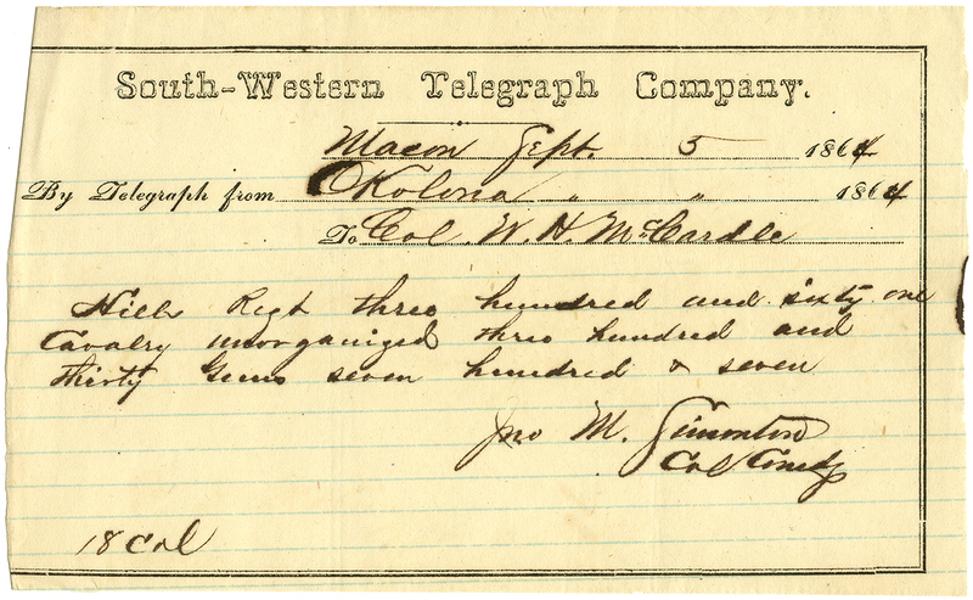 South-Western Telegraph Company.
Macon Sept. 5 1864
By Telegraph from Okolona " " 1864
To Col. W. H. McCardle
Hills Regt three hundred and sixty one
Cavalry unorganized three hundred and
thirty Guns seven hundred & seven
Jno M. Simonton
Col Comdg
18 Col